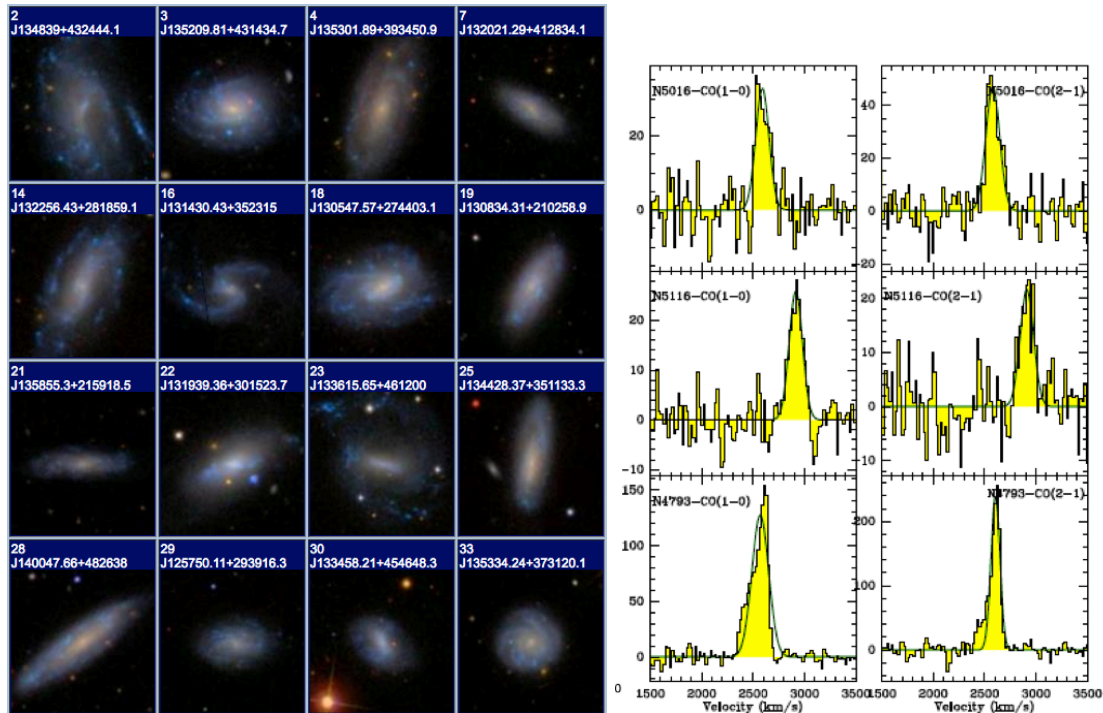 2
J134839+432444.1
3
J135209.81+431434.7
4
J135301.89+393450.9
7
J132021.29+412834.1
14
J132256.43+281859.1
16
J131430.43+352315
18
J130547.57+274403.1
19
J130834.31+210258.9
21
J135855.3+215918.5
22
J131939.36+301523.7
23
J133615.65+461200
25
J134428.37+351133.3
28
J140047.66+482638
29
J125750.11+293916.3
30
J133458.21+454648.3
33
J135334.24+373120.1
N5016-CO(1-0)
30
0
N5016-CO(2-1)
40
20
0
-20
N5116-CO(1-0)
20
10
0
-10
N5116-CO(2-1)
20
10
0
-10
N4793-CO(1-0)
150
100
50
0
N4793-CO(2-1)
200
100
0
0
1500 2000 2500 3000 3500
Velocity (km/s)
2000 2500 3000 3500
Velocity (km/s)